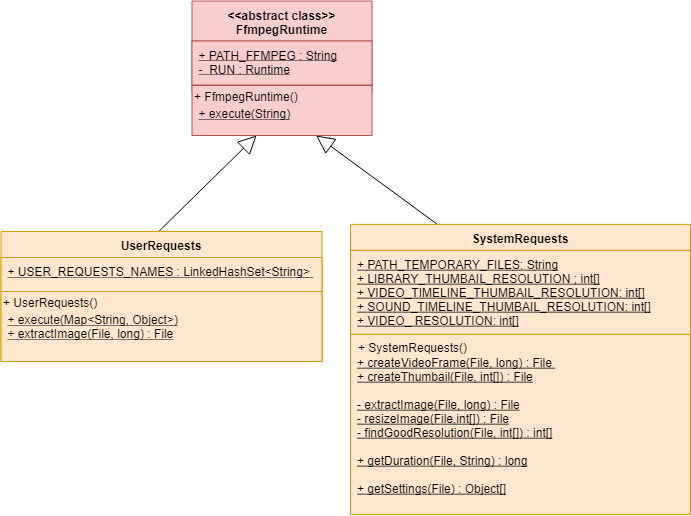 <<abstract class>>
FfmpegRuntime
+ PATH_FFMPEG : String
- RUN : Runtime
+ FfmpegRuntime()
+ execute(String)
UserRequests
+ USER_REQUESTS_NAMES : LinkedHashSet<String>
+ UserRequests()
+ execute(Map<String, Object>)
+ extractImage(File, long) : File
SystemRequests
+ PATH_TEMPORARY_FILES: String
+ LIBRARY_THUMBAIL_RESOLUTION ; int[]
+ VIDEO_TIMELINE_THUMBAIL_RESOLUTION: int[]
+ SOUND_TIMELINE_THUMBAIL_RESOLUTION: int[]
+ VIDEO_ RESOLUTION: int[]
+ SystemRequests()
+ createVideoFrame(File, long) : File
+ createThumbail(File, int[]) : File
- extractImage(File, long) : File
- resizeImage(File,int[]) : File
- findGoodResolution(File, int[]) : int[]
+ getDuration(File, String) : long
+ getSettings(File) : Object[]